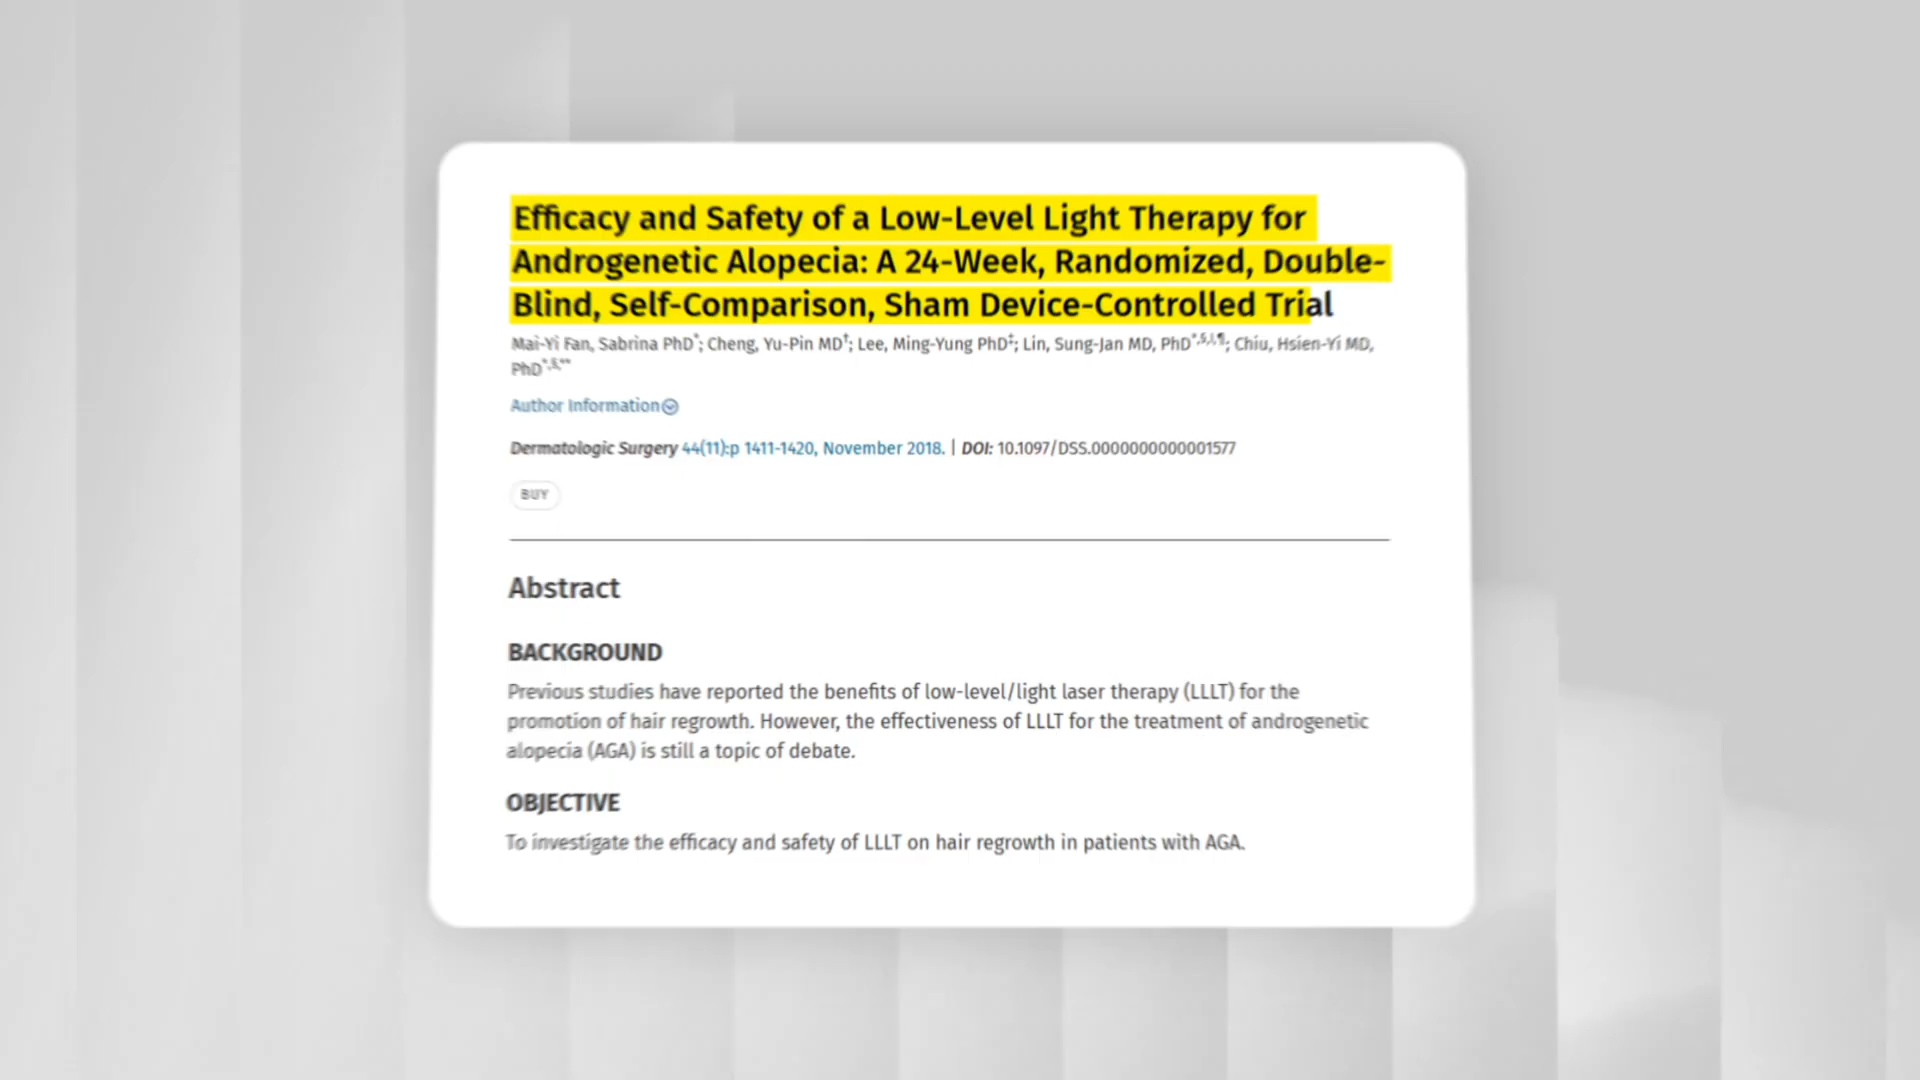 Efficacy and Safety of a Low-Level Light Therapy for
Androgenetic Alopecia: A 24-Week, Randomized, Double-
Blind, Self-Comparison, Sham Device-Controlled Trial
Mai-Yi Fan, Sabrina PhD*; Cheng, Yu-Pin MD†; Lee, Ming-Yung PhD‡; Lin, Sung-Jan MD, PhD*,§,‖,¶; Chiu, Hsien-Yi MD,
PhD*,§,**
Author Information
Dermatologic Surgery 44(11):p 1411-1420, November 2018. | DOI: 10.1097/DSS.0000000000001577
BUY
Abstract
BACKGROUND
Previous studies have reported the benefits of low-level/light laser therapy (LLLT) for the
promotion of hair regrowth. However, the effectiveness of LLLT for the treatment of androgenetic
alopecia (AGA) is still a topic of debate.
OBJECTIVE
To investigate the efficacy and safety of LLLT on hair regrowth in patients with AGA.